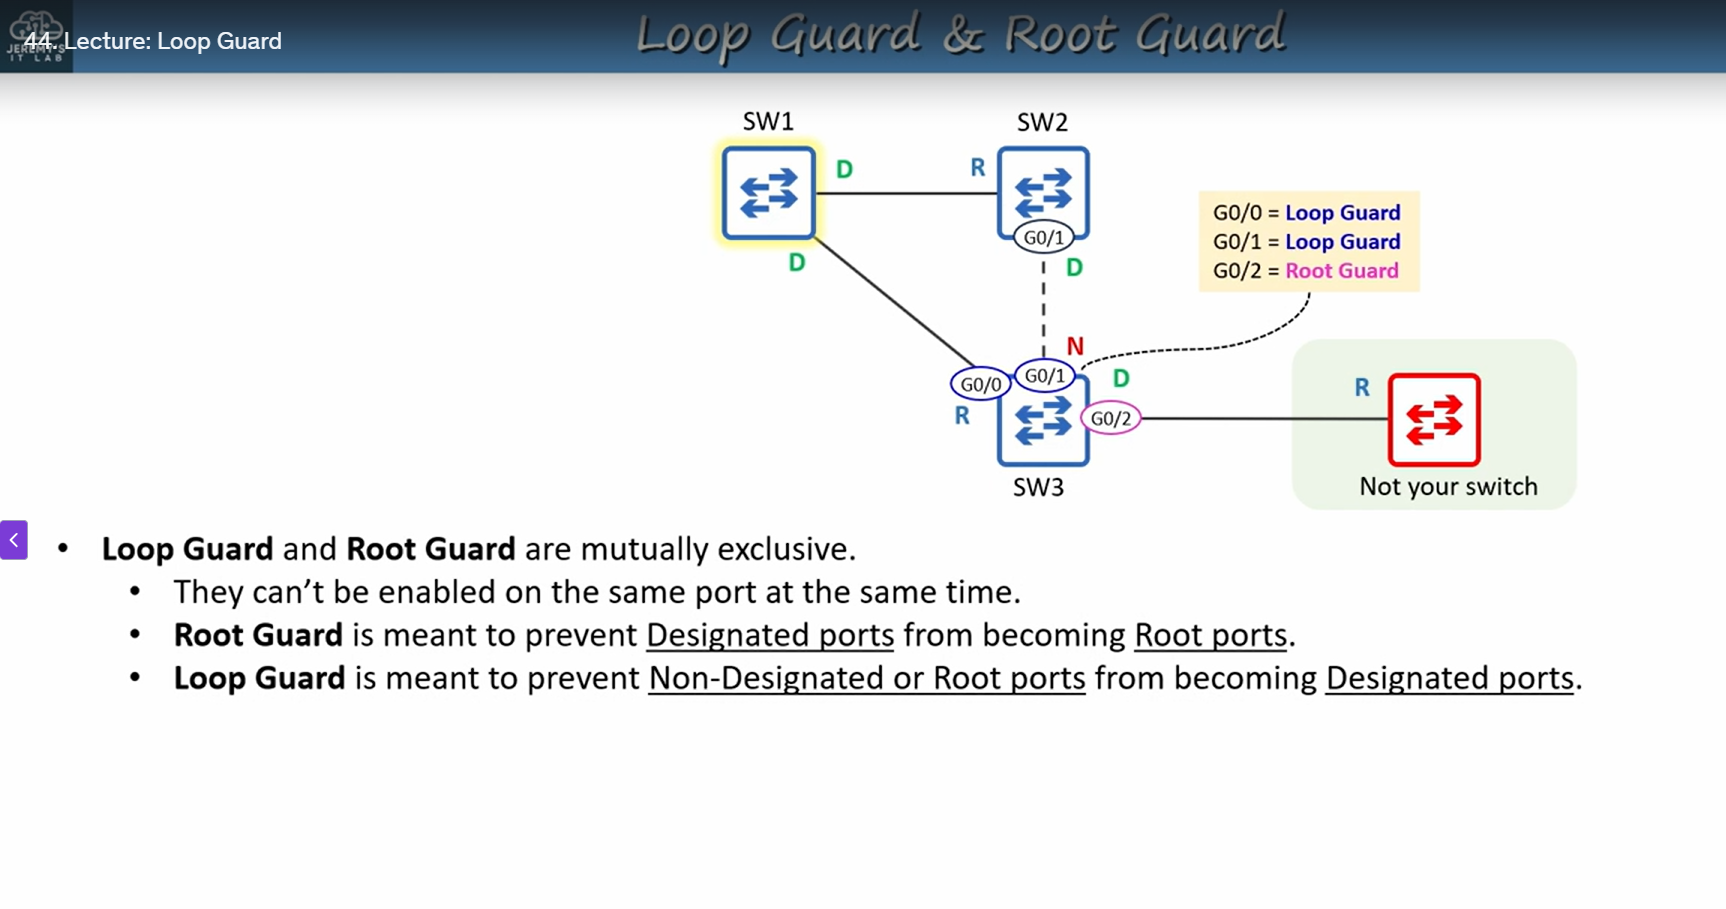 JEREMY'S
IT LAB
44. Lecture: Loop Guard
Loop Guard & Root Guard
SW1
SW2
D
R
G0/1
D
D
G0/0 = Loop Guard
G0/1 = Loop Guard
G0/2 = Root Guard
N
G0/0
G0/1
D
R
G0/2
R
SW3
Not your switch
• Loop Guard and Root Guard are mutually exclusive.
• They can't be enabled on the same port at the same time.
• Root Guard is meant to prevent Designated ports from becoming Root ports.
• Loop Guard is meant to prevent Non-Designated or Root ports from becoming Designated ports.